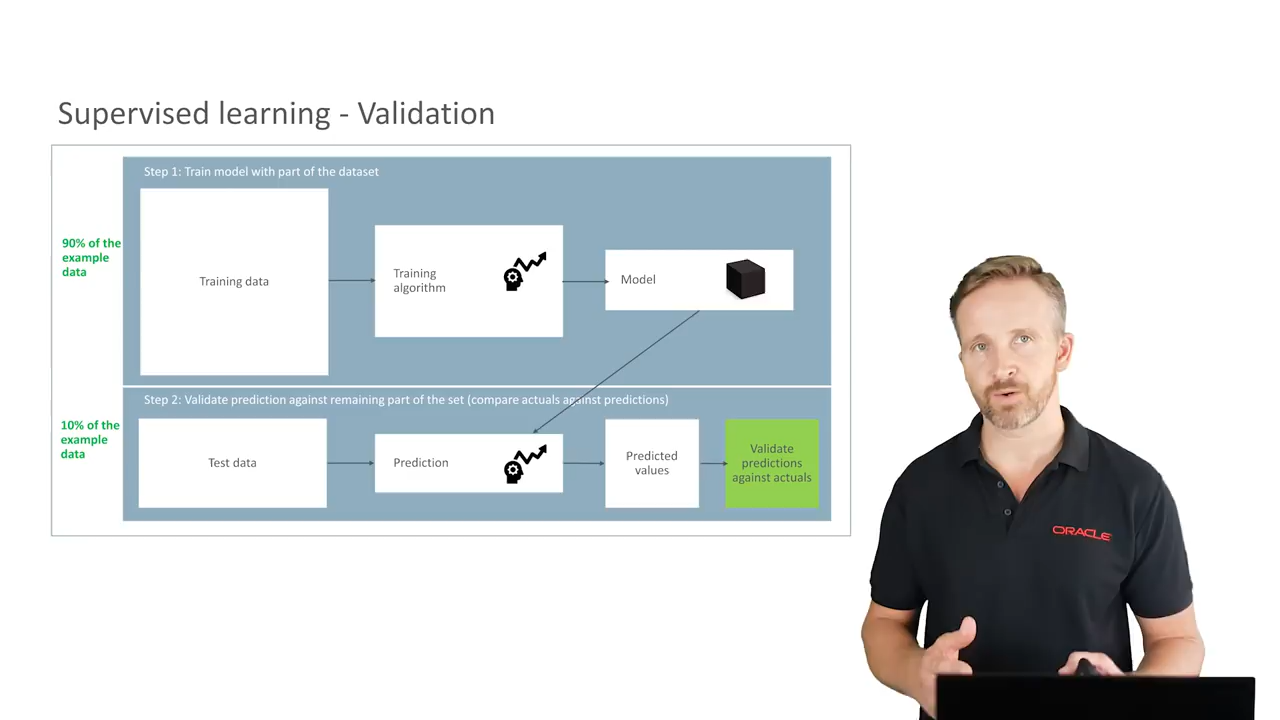 Supervised learning - Validation
Step 1: Train model with part of the dataset
90% of the
example
data
Training data
Training
algorithm
Model
Step 2: Validate prediction against remaining part of the set (compare actuals against predictions)
10% of the
example
data
Test data
Prediction
Predicted
values
Validate
predictions
against actuals
ORACLE